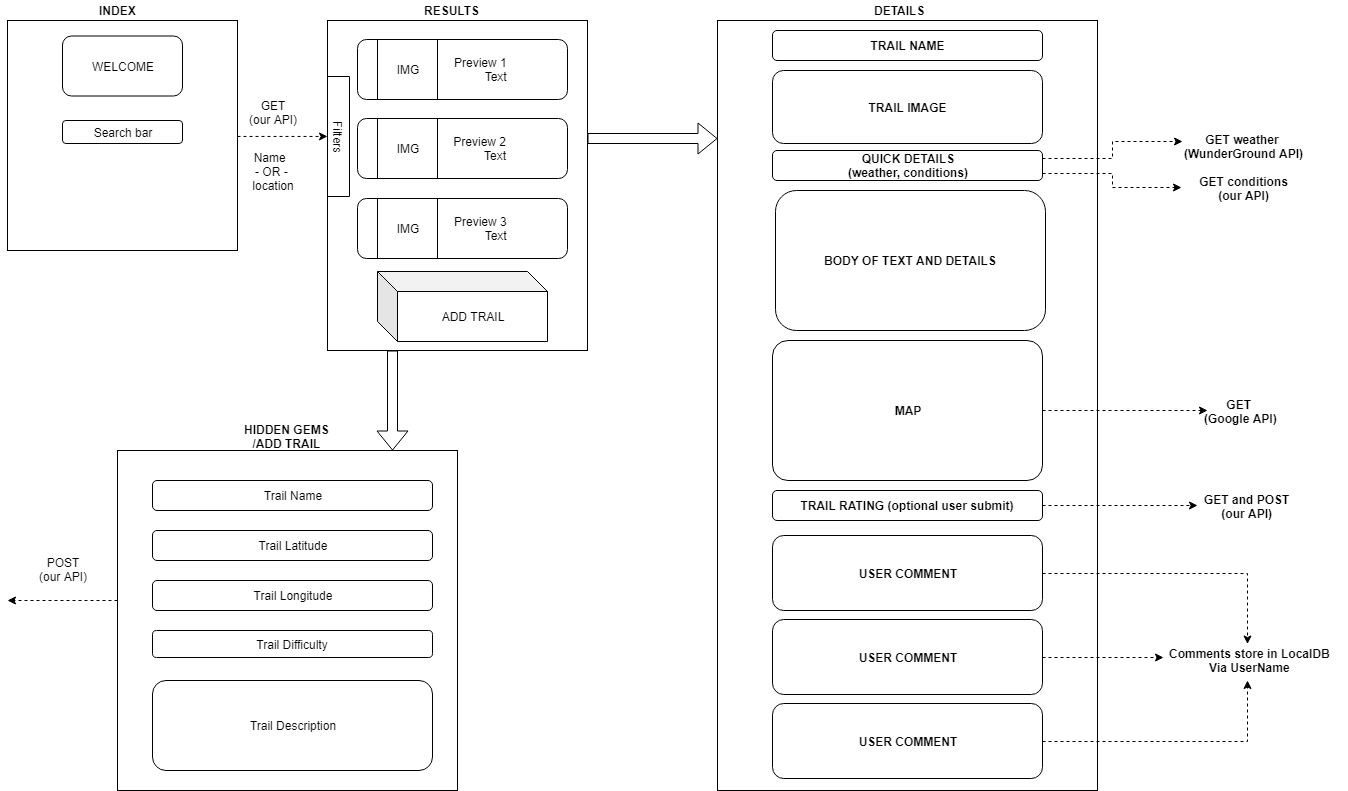 INDEX
WELCOME
Search bar
GET
(our API)
Name
- OR -
location
RESULTS
Filters
IMG
Preview 1
Text
IMG
Preview 2
Text
IMG
Preview 3
Text
ADD TRAIL
HIDDEN GEMS
/ADD TRAIL
Trail Name
Trail Latitude
Trail Longitude
Trail Difficulty
Trail Description
POST
(our API)
DETAILS
TRAIL NAME
TRAIL IMAGE
QUICK DETAILS
(weather, conditions)
GET weather
(WunderGround API)
GET conditions
(our API)
BODY OF TEXT AND DETAILS
MAP
GET
(Google API)
TRAIL RATING (optional user submit)
GET and POST
(our API)
USER COMMENT
USER COMMENT
USER COMMENT
Comments store in LocalDB
Via UserName